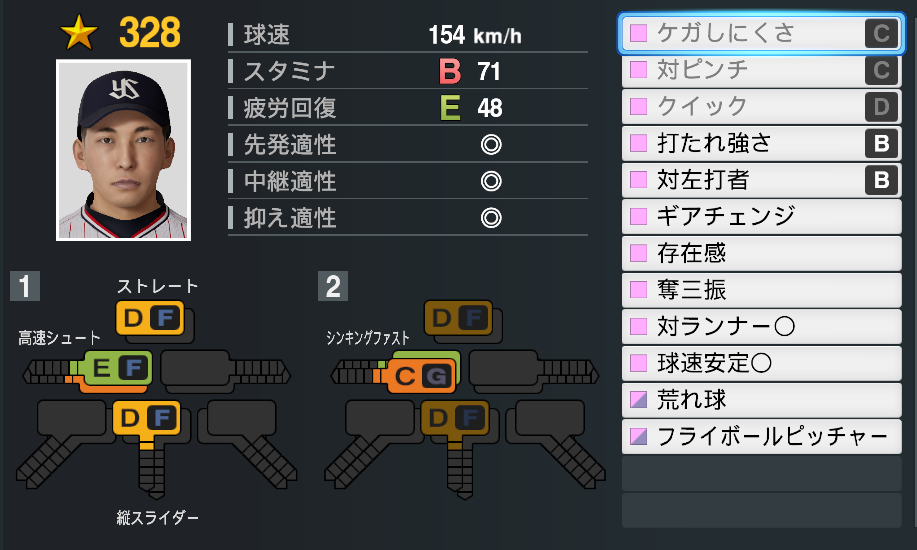 328
球速 154 km/h
スタミナ B 71
疲労回復 E 48
先発適性 ◎
中継適性 ◎
抑え適性 ◎
YS
ケガしにくさ C
対ピンチ C
クイック D
打たれ強さ B
対左打者 B
ギアチェンジ
存在感
奪三振
対ランナー〇
球速安定〇
荒れ球
フライボールピッチャー
1
ストレート
D F
高速シュート
E F
D F
縦スライダー
2
D F
シンキングファスト
C G
D F